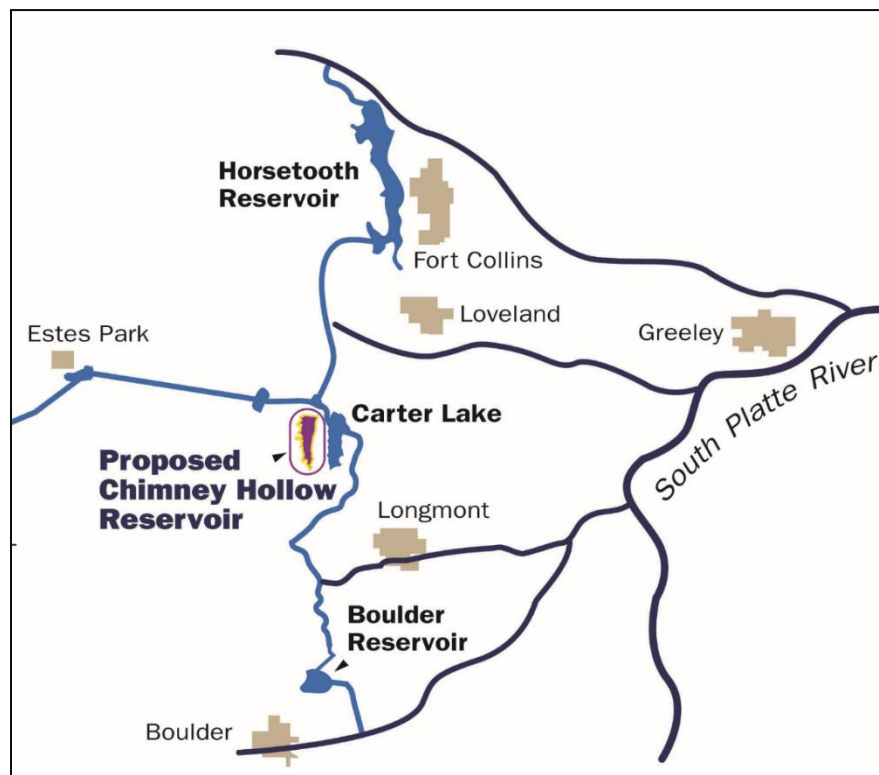 Horsetooth
Reservoir
Fort Collins
Loveland
Estes Park
Greeley
South Platte River
Carter Lake
Proposed
Chimney Hollow
Reservoir
Longmont
Boulder
Reservoir
Boulder